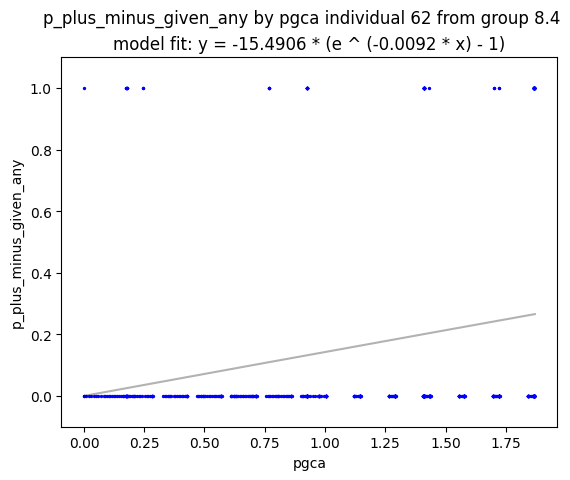 p_plus_minus_given_any by pgca individual 62 from group 8.4
model fit: y = -15.4906 * (e ^ (-0.0092 * x) - 1)
p_plus_minus_given_any
1.0
0.8
0.6
0.4
0.2
0.0
0.00 0.25 0.50 0.75 1.00 1.25 1.50 1.75
pgca